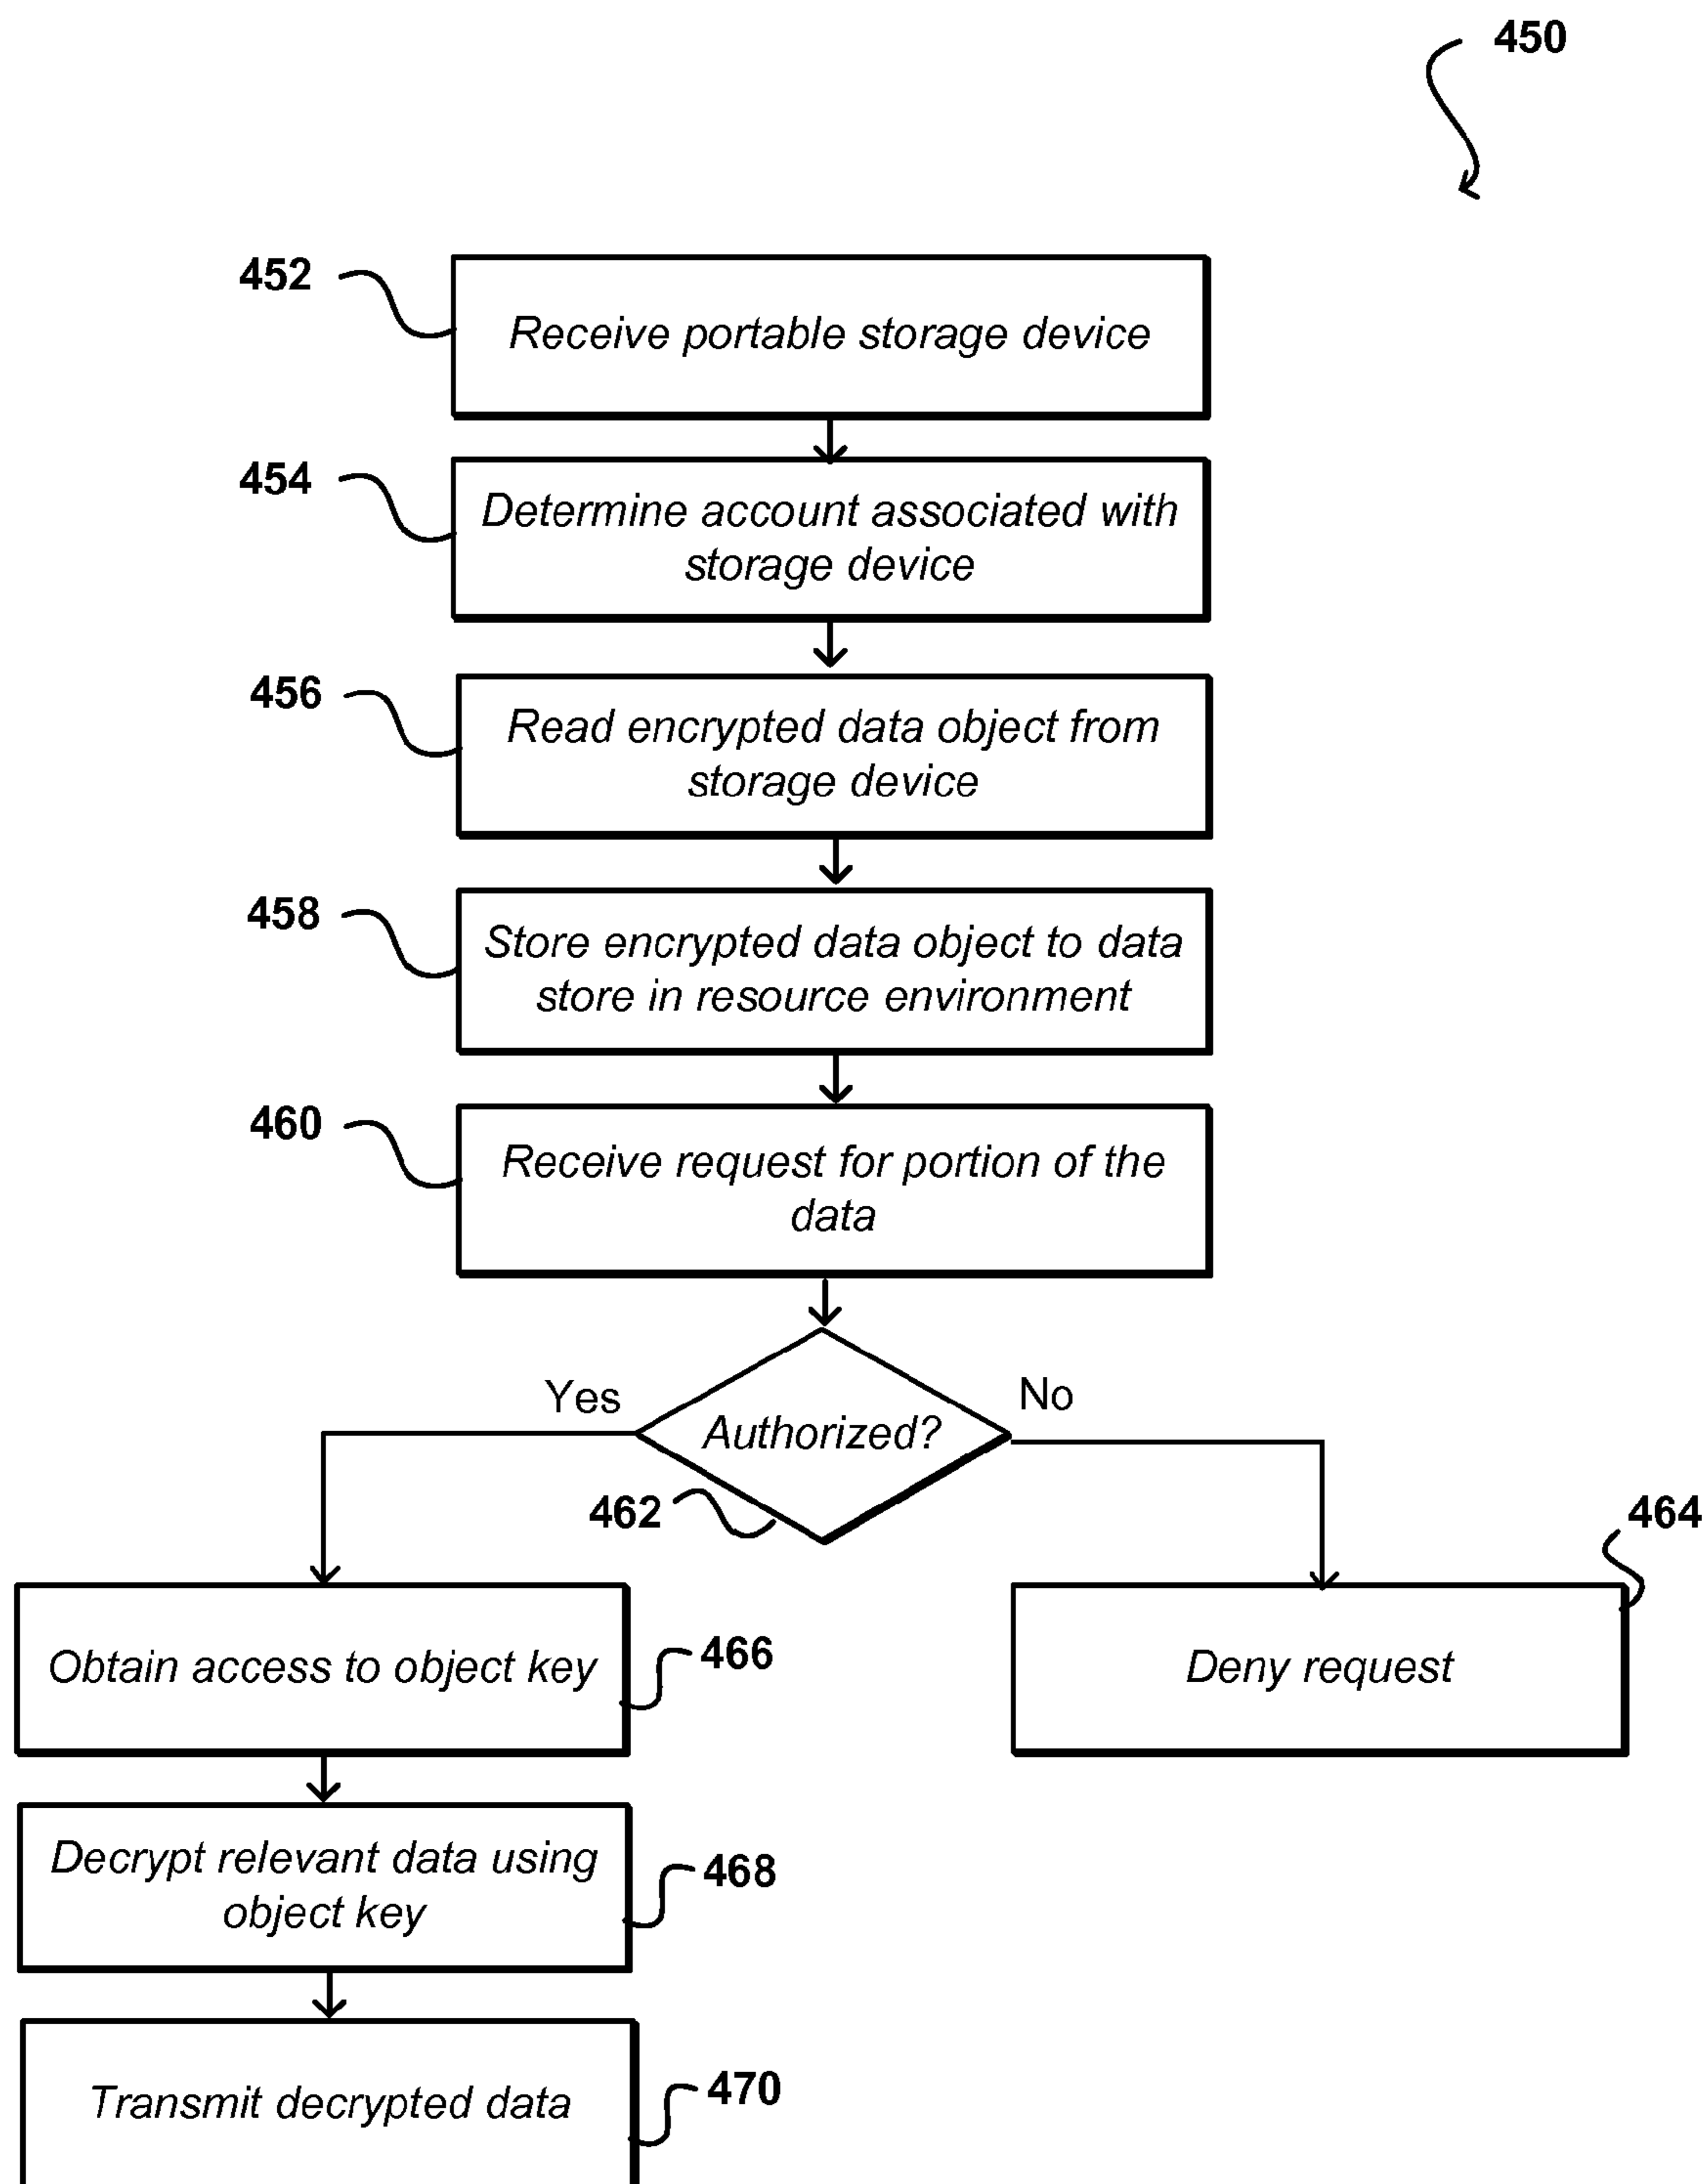 450
452
Receive portable storage device
454
Determine account associated with
storage device
456
Read encrypted data object from
storage device
458
Store encrypted data object to data
store in resource environment
460
Receive request for portion of the
data
Yes
No
Authorized?
462
464
Obtain access to object key
466
Deny request
Decrypt relevant data using
object key
468
Transmit decrypted data
470